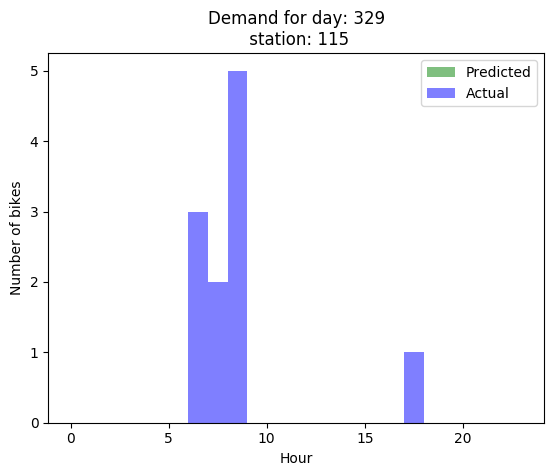 Demand for day: 329
station: 115
Predicted
Actual
Number of bikes
5
4
3
2
1
0
0
5
10
15
20
Hour